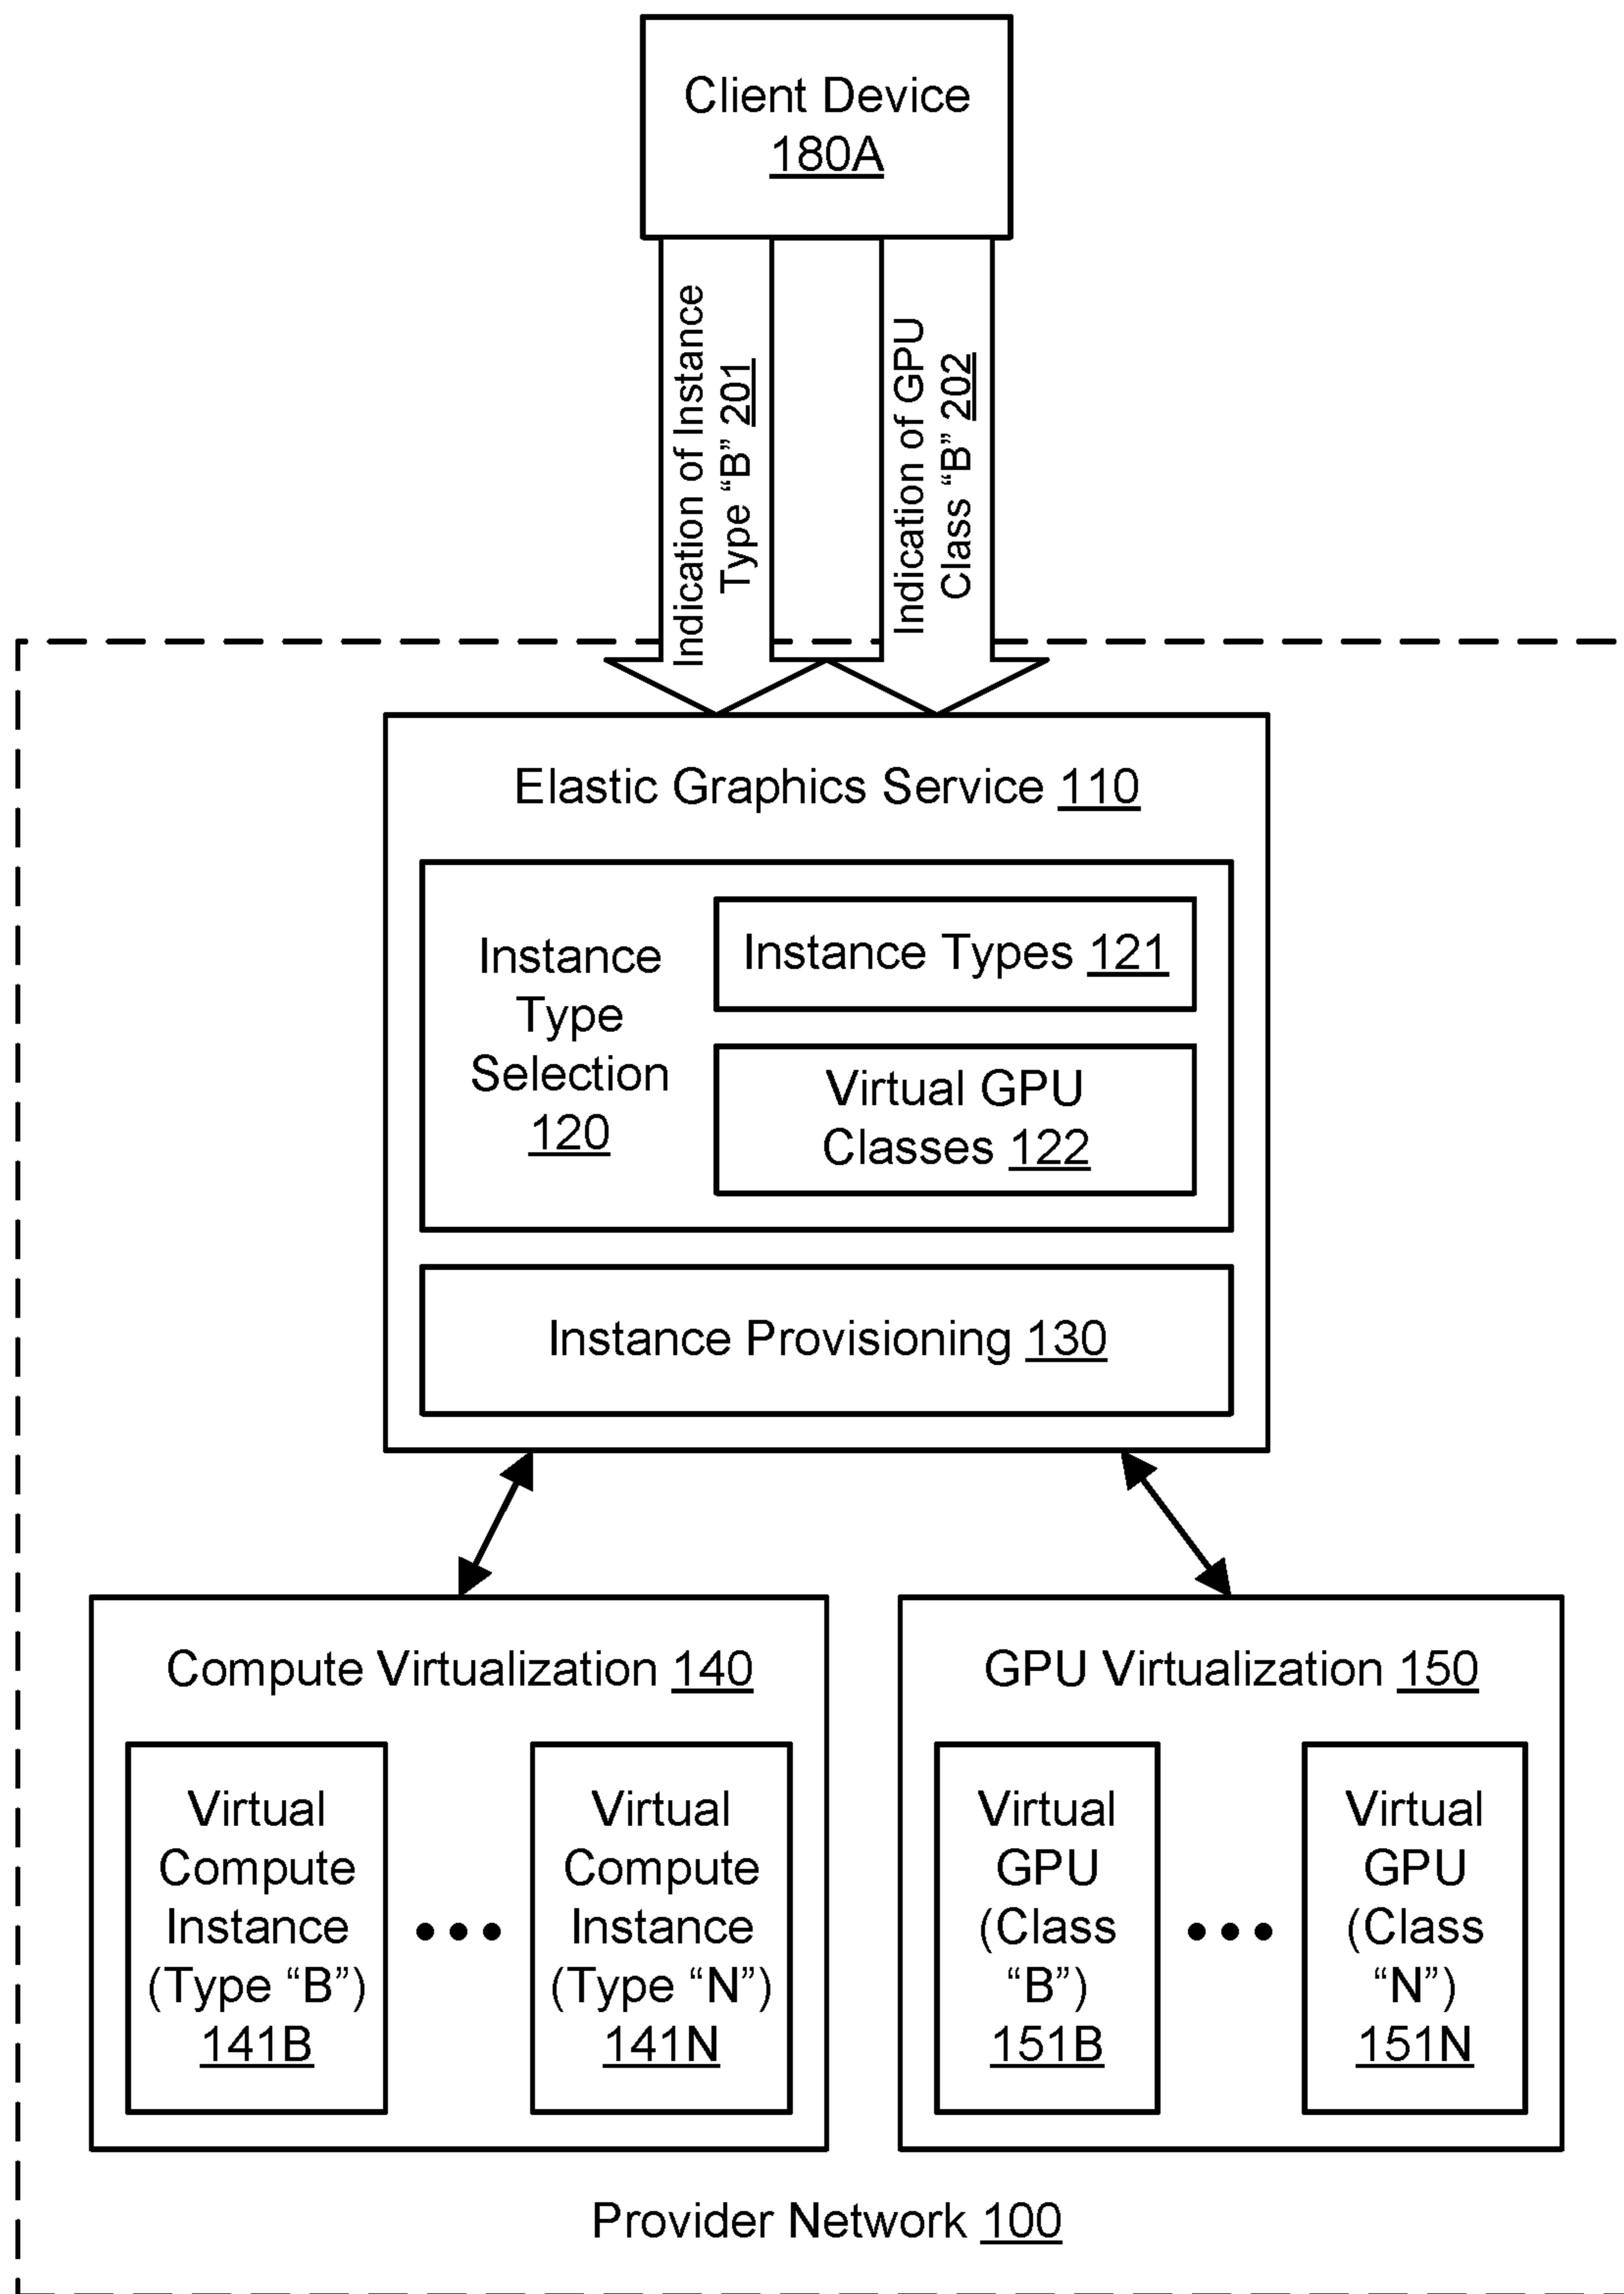 Client Device
180A
Indication of Instance
Type “B” 201
Indication of GPU
Class “B” 202
Elastic Graphics Service 110
Instance
Type
Selection
120
Instance Types 121
Virtual GPU
Classes 122
Instance Provisioning 130
Compute Virtualization 140
Virtual
Compute
Instance
(Type “B”)
141B
Virtual
Compute
Instance
(Type “N”)
141N
GPU Virtualization 150
Virtual
GPU
(Class
“B”)
151B
Virtual
GPU
(Class
“N”)
151N
Provider Network 100